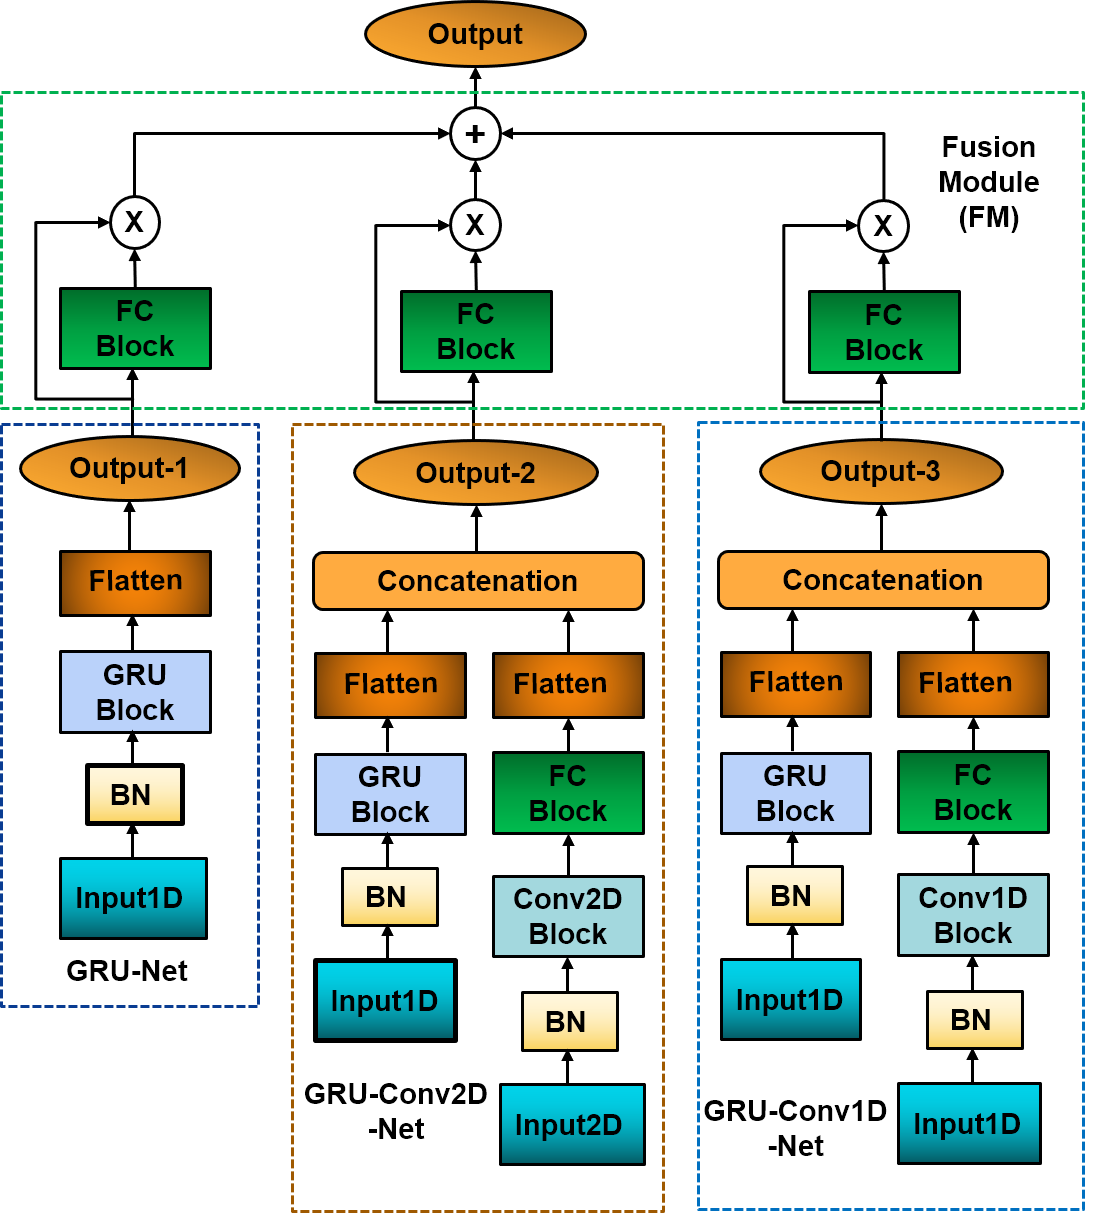 Output
+
Fusion
Module
(FM)
X
X
X
FC
Block
FC
Block
FC
Block
Output-1
Flatten
GRU
Block
BN
Input1D
GRU-Net
Output-2
Concatenation
Flatten
Flatten
GRU
Block
FC
Block
BN
Conv2D
Block
Input1D
BN
GRU-Conv2D
-Net
Input2D
Output-3
Concatenation
Flatten
Flatten
GRU
Block
FC
Block
BN
Conv1D
Block
Input1D
BN
GRU-Conv1D
-Net
Input1D